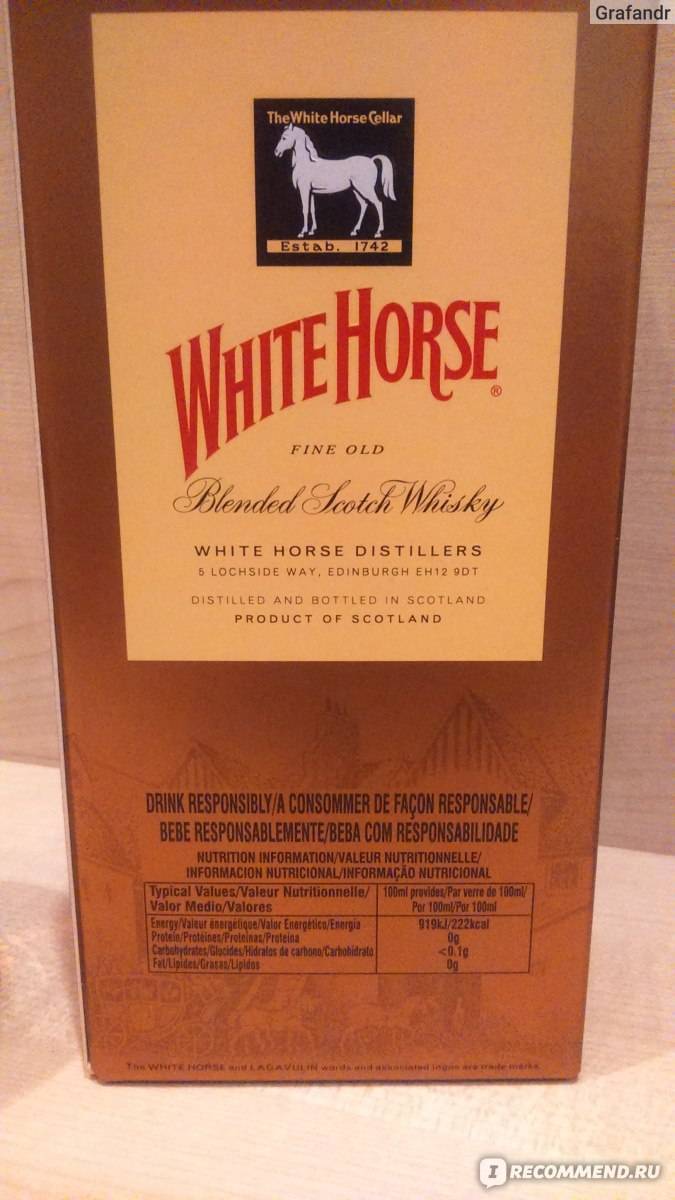 Grafandr
The White Horse Cellar
Estab. 1742
WHITE HORSE
®
FINE OLD
Blended Scotch Whisky
WHITE HORSE DISTILLERS
5 LOCHSIDE WAY, EDINBURGH EH12 9DT
DISTILLED AND BOTTLED IN SCOTLAND
PRODUCT OF SCOTLAND
DRINK RESPONSIBLY/A CONSOMMER DE FAÇON RESPONSABLE/
BEBE RESPONSABLEMENTE/BEBA COM RESPONSABILIDADE
NUTRITION INFORMATION/VALEUR NUTRITIONNELLE/
INFORMACION NUTRICIONAL/INFORMAÇÃO NUTRICIONAL
Typical Values/Valeur Nutritionnelle/ 100ml provides/Par verre de 100ml/
Valor Medio/Valores Por 100ml/Por 100ml
Energy/Valeur énergétique/Valor Energético/Energia 919kJ/222kcal
Protein/Protéines/Proteinas/Proteína 0g
Carbohydrates/Glucides/Hidratos de carbono/Carbohidrato <0.1g
Fat/Lipides/Grasas/Lípidos 0g
The WHITE HORSE and LAGAVULIN words and associated logos are trade marks
I RECOMMEND.RU